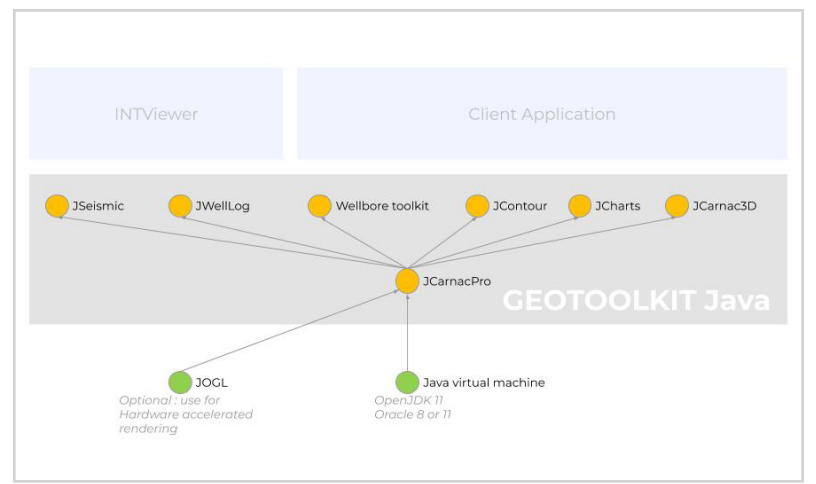 INTViewer
Client Application
JSeismic
JWellLog
Wellbore toolkit
JContour
JCharts
JCarnac3D
JCarnacPro
GEOTOOLKIT Java
JOGL
Optional : use for
Hardware accelerated
rendering
Java virtual machine
OpenJDK 11
Oracle 8 or 11